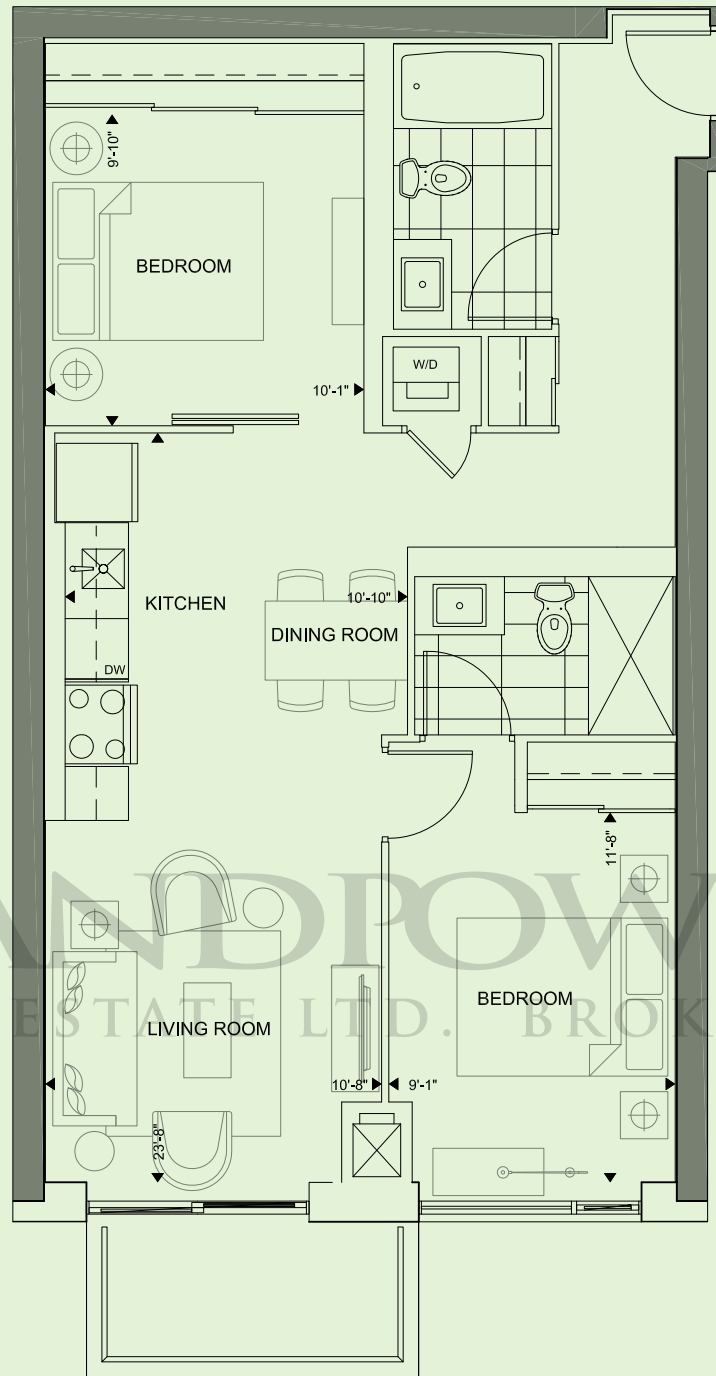 9'-10"
BEDROOM
10'-1"
W/D
KITCHEN
10'-10"
DINING ROOM
DW
11'-8"
ANDPOW
BEDROOM
ESTATE LTD. BROK
LIVING ROOM
10'-8"
9'-1"
23'-8"